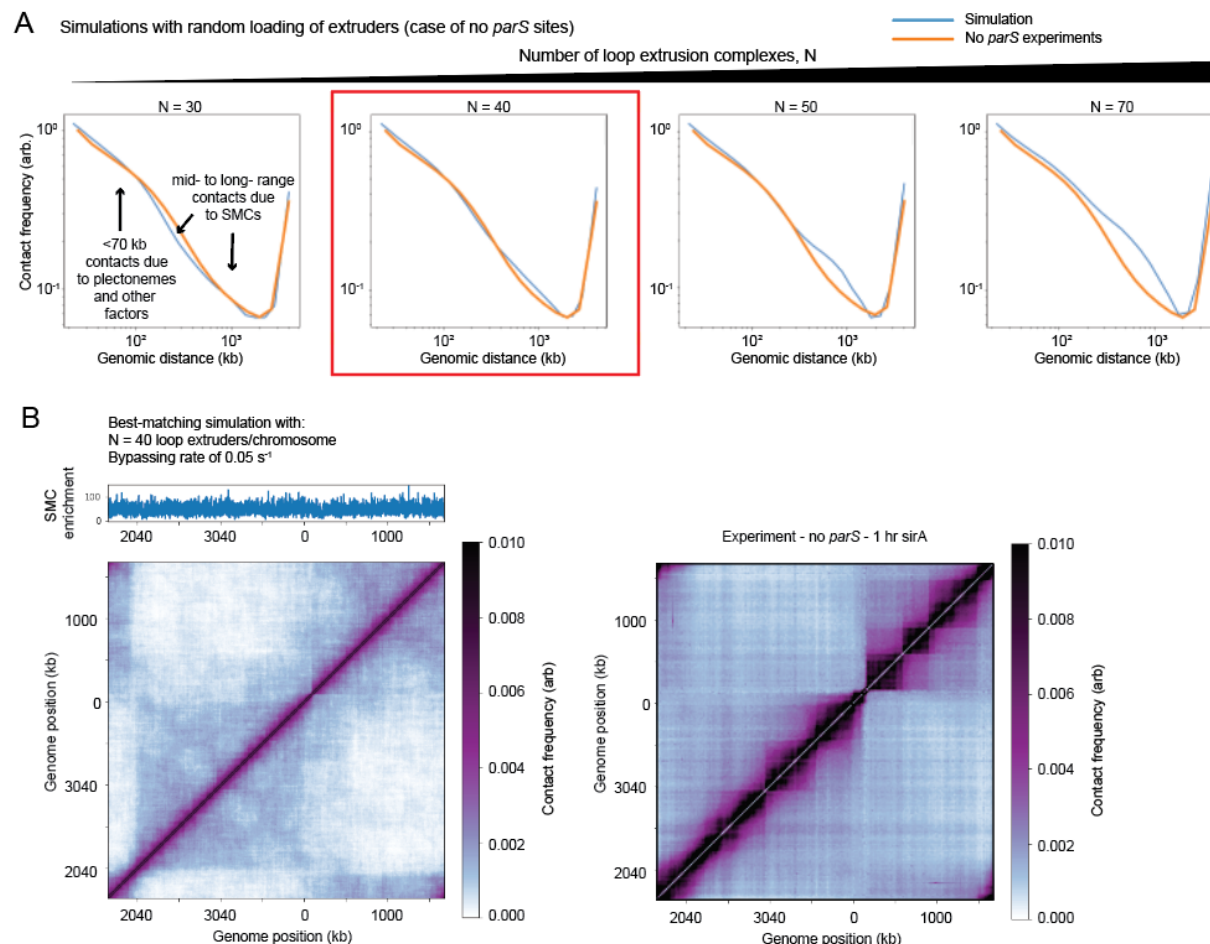 A
Simulations with random loading of extruders (case of no parS sites)
Simulation
No parS experiments
Number of loop extrusion complexes, N
N = 30
N = 40
N = 50
N = 70
Contact frequency (arb.)
10⁰
10⁻¹
mid- to long- range
contacts due
to SMCs
<70 kb
contacts due
to plectonemes
and other
factors
10² 10³
Genomic distance (kb)
10⁰
10⁻¹
10² 10³
Genomic distance (kb)
10⁰
10⁻¹
10² 10³
Genomic distance (kb)
10⁰
10⁻¹
10² 10³
Genomic distance (kb)
B
Best-matching simulation with:
N = 40 loop extruders/chromosome
Bypassing rate of 0.05 s⁻¹
SMC
enrichment
100
0
2040 3040 0 1000
Genome position (kb)
1000
0
3040
2040
2040 3040 0 1000
Genome position (kb)
0.010
0.008
0.006
0.004
0.002
0.000
Contact frequency (arb)
Experiment - no parS - 1 hr sirA
Genome position (kb)
1000
0
3040
2040
2040 3040 0 1000
Genome position (kb)
0.010
0.008
0.006
0.004
0.002
0.000
Contact frequency (arb)